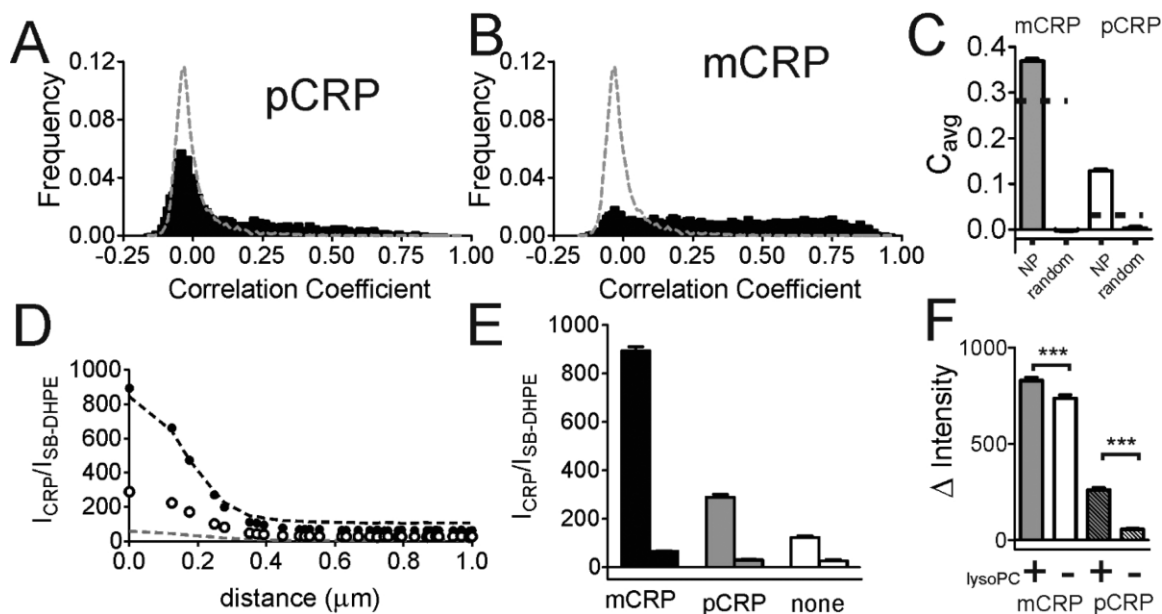 A
0.12
0.08
0.04
0.00
Frequency
pCRP
-0.25
0.00
0.25
0.50
0.75
1.00
Correlation Coefficient
B
0.12
0.08
0.04
0.00
Frequency
mCRP
-0.25
0.00
0.25
0.50
0.75
1.00
Correlation Coefficient
C
mCRP pCRP
0.4
0.3
0.2
0.1
0.0
Cavg
NP
random
NP
random
D
1000
800
600
400
200
0
ICRP/ISB-DHPE
0.0
0.2
0.4
0.6
0.8
1.0
distance (μm)
E
1000
800
600
400
200
0
ICRP/ISB-DHPE
mCRP
pCRP
none
F
1000
500
0
Δ Intensity
***
***
lysoPC + - + -
mCRP pCRP